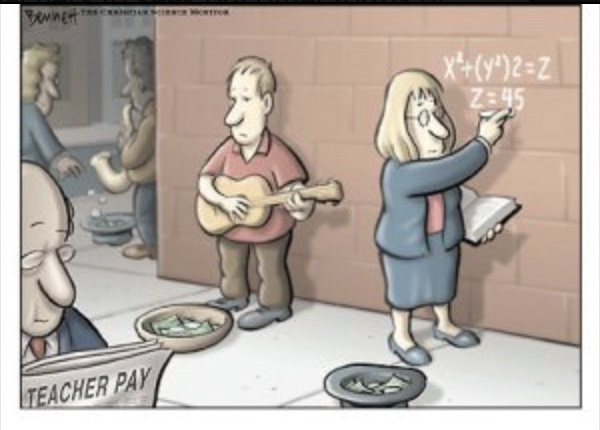 Bennett THE CHRISTIAN SCIENCE MONITOR
X²+(y²)2=Z
Z=45
TEACHER PAY